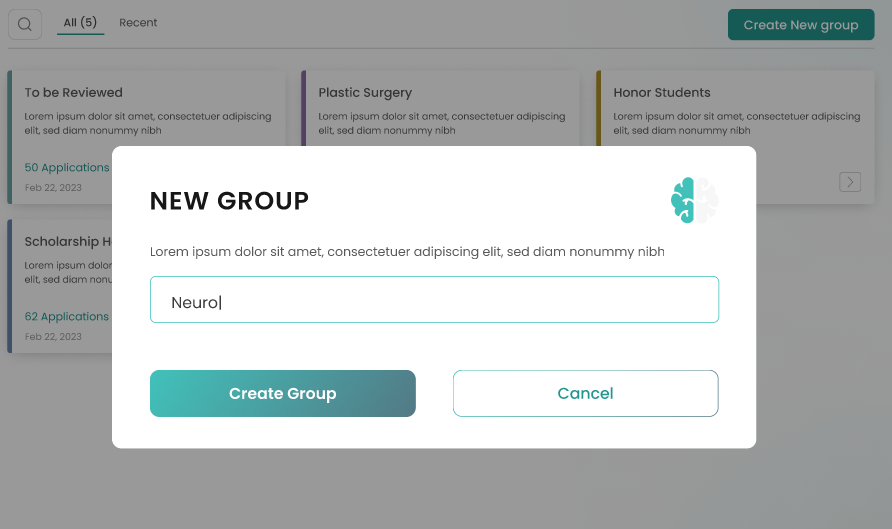 All (5)
Recent
Create New group
To be Reviewed
Lorem ipsum dolor sit amet, consectetuer adipiscing
elit, sed diam nonummy nibh
50 Applications
Feb 22, 2023
Plastic Surgery
Lorem ipsum dolor sit amet, consectetuer adipiscing
elit, sed diam nonummy nibh
Honor Students
Lorem ipsum dolor sit amet, consectetuer adipiscing
elit, sed diam nonummy nibh
Scholarship
Lorem ipsum dolor
elit, sed diam
62 Applications
Feb 22, 2023
NEW GROUP
Lorem ipsum dolor sit amet, consectetuer adipiscing elit, sed diam nonummy nibh
Neuro
Create Group
Cancel